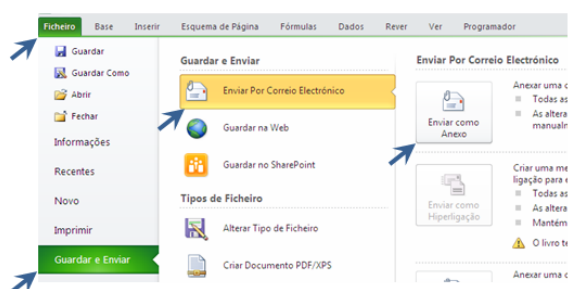 Ficheiro Base Inserir Esquema de Página Fórmulas Dados Rever Ver Programador
Guardar
Guardar Como
Abrir
Fechar
Informações
Recentes
Novo
Imprimir
Guardar e Enviar
Guardar e Enviar
Enviar Por Correio Electrónico
Guardar na Web
Guardar no SharePoint
Tipos de Ficheiro
Alterar Tipo de Ficheiro
Criar Documento PDF/XPS
Enviar Por Correio Electrónico
Enviar como
Anexo
Anexar uma c
Todas as
As altera
manualn
Enviar como
Hiperligação
Criar uma me
ligação para e
Todas as
As altera
Mantém
O livro te
Anexar uma c